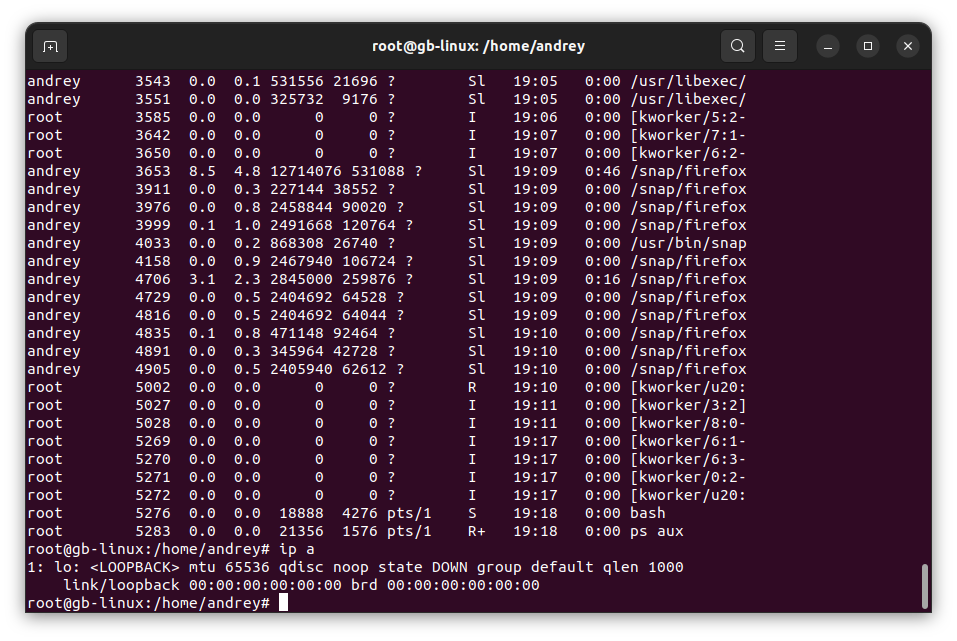 root@gb-linux: /home/andrey
andrey      3543  0.0  0.1 531556 21696 ?        Sl   19:05   0:00 /usr/libexec/
andrey      3551  0.0  0.0 325732  9176 ?        Sl   19:05   0:00 /usr/libexec/
root        3585  0.0  0.0      0     0 ?        I    19:06   0:00 [kworker/5:2-
root        3642  0.0  0.0      0     0 ?        I    19:07   0:00 [kworker/7:1-
root        3650  0.0  0.0      0     0 ?        I    19:07   0:00 [kworker/6:2-
andrey      3653  8.5  4.8 12714076 531088 ?     Sl   19:09   0:46 /snap/firefox
andrey      3911  0.0  0.3 227144 38552 ?        Sl   19:09   0:00 /snap/firefox
andrey      3976  0.0  0.8 2458844 90020 ?       Sl   19:09   0:00 /snap/firefox
andrey      3999  0.1  1.0 2491668 120764 ?      Sl   19:09   0:00 /snap/firefox
andrey      4033  0.0  0.2 868308 26740 ?        Sl   19:09   0:00 /usr/bin/snap
andrey      4158  0.0  0.9 2467940 106724 ?      Sl   19:09   0:00 /snap/firefox
andrey      4706  3.1  2.3 2845000 259876 ?      Sl   19:09   0:16 /snap/firefox
andrey      4729  0.0  0.5 2404692 64528 ?       Sl   19:09   0:00 /snap/firefox
andrey      4816  0.0  0.5 2404692 64044 ?       Sl   19:09   0:00 /snap/firefox
andrey      4835  0.1  0.8 471148 92464 ?        Sl   19:10   0:00 /snap/firefox
andrey      4891  0.0  0.3 345964 42728 ?        Sl   19:10   0:00 /snap/firefox
andrey      4905  0.0  0.5 2405940 62612 ?       Sl   19:10   0:00 /snap/firefox
root        5002  0.0  0.0      0     0 ?        R    19:10   0:00 [kworker/u20:
root        5027  0.0  0.0      0     0 ?        I    19:11   0:00 [kworker/3:2]
root        5028  0.0  0.0      0     0 ?        I    19:11   0:00 [kworker/8:0-
root        5269  0.0  0.0      0     0 ?        I    19:17   0:00 [kworker/6:1-
root        5270  0.0  0.0      0     0 ?        I    19:17   0:00 [kworker/6:3-
root        5271  0.0  0.0      0     0 ?        I    19:17   0:00 [kworker/0:2-
root        5272  0.0  0.0      0     0 ?        I    19:17   0:00 [kworker/u20:
root        5276  0.0  0.0  18888  4276 pts/1    S    19:18   0:00 bash
root        5283  0.0  0.0  21356  1576 pts/1    R+   19:18   0:00 ps aux
root@gb-linux:/home/andrey# ip a
1: lo: <LOOPBACK> mtu 65536 qdisc noop state DOWN group default qlen 1000
    link/loopback 00:00:00:00:00:00 brd 00:00:00:00:00:00
root@gb-linux:/home/andrey#